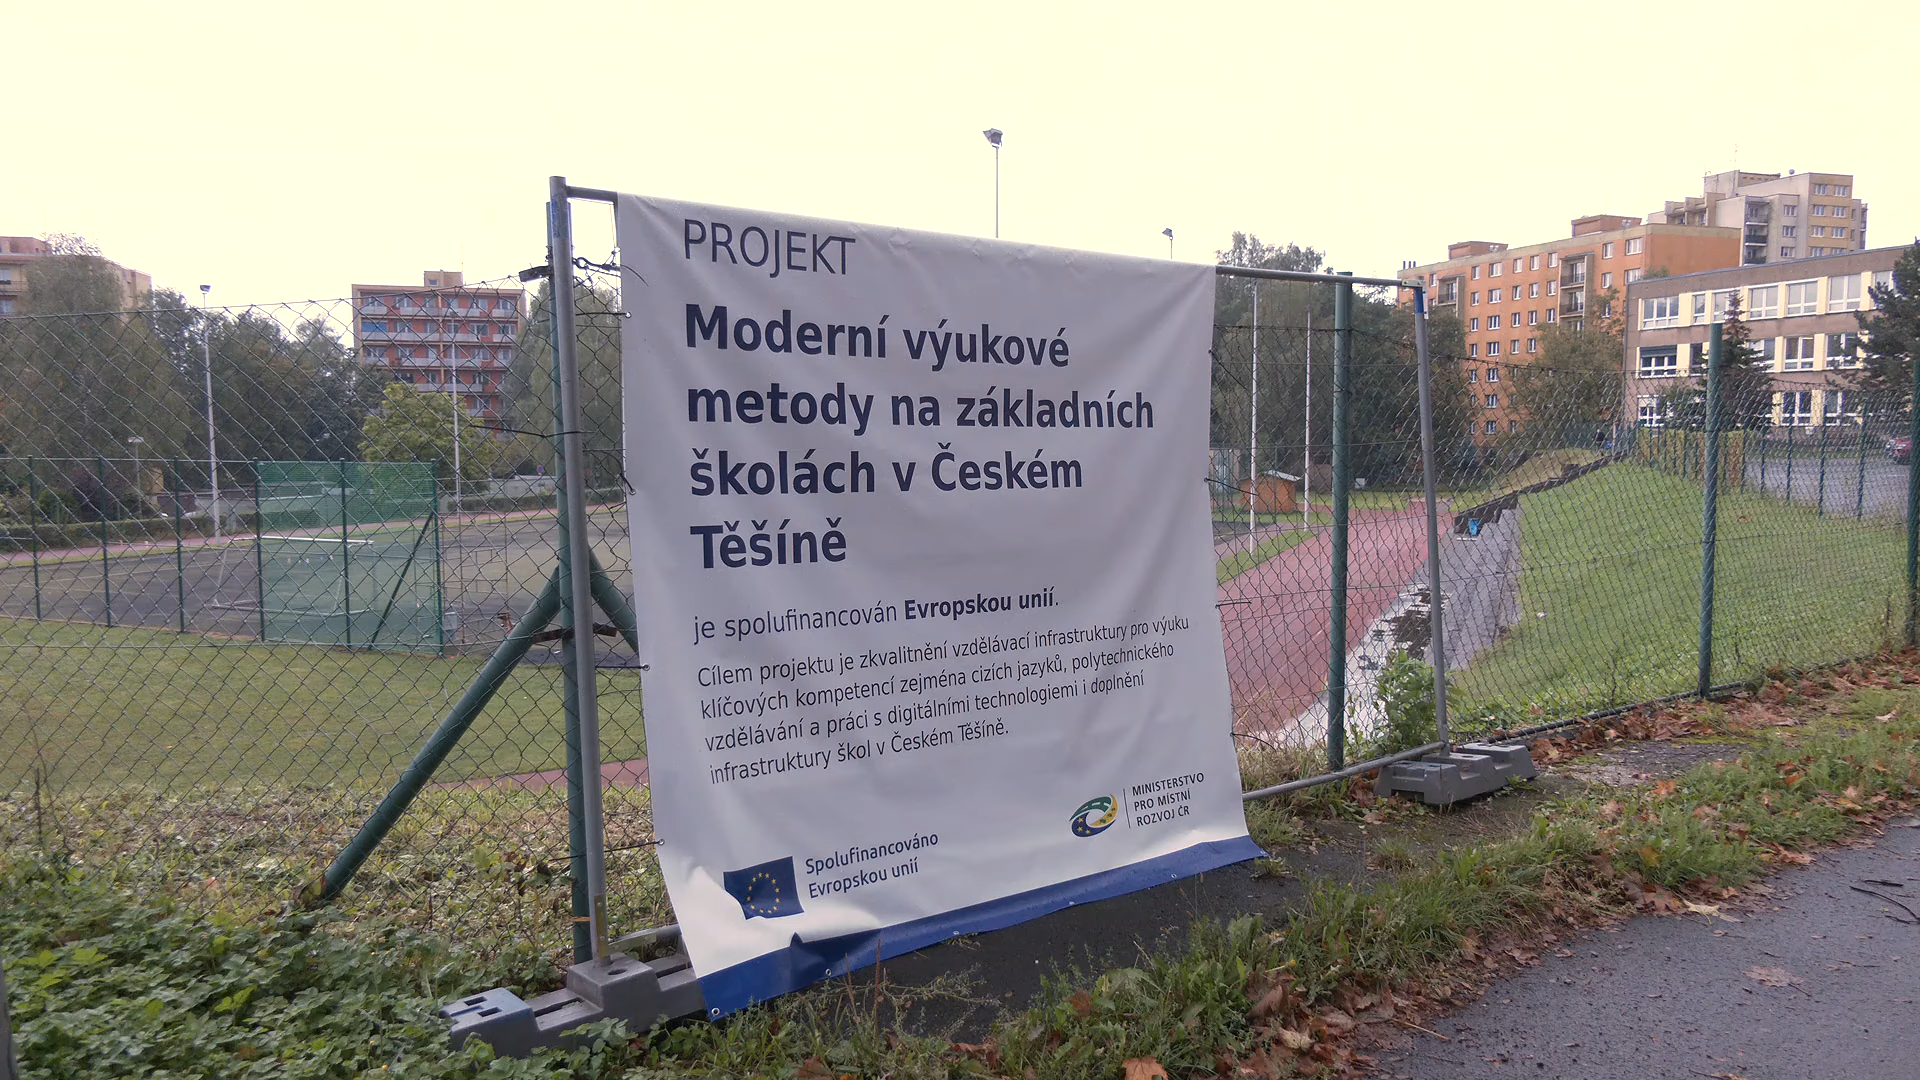 PROJEKT
Moderní výukové
metody na základních
školách v Českém
Těšíně
je spolufinancován Evropskou unií.
Cílem projektu je zkvalitnění vzdělávací infrastruktury pro výuku
klíčových kompetencí zejména cizích jazyků, polytechnického
vzdělávání a práci s digitálními technologiemi i doplnění
infrastruktury škol v Českém Těšíně.
Spolufinancováno
Evropskou unií
MINISTERSTVO
PRO MÍSTNÍ
ROZVOJ ČR